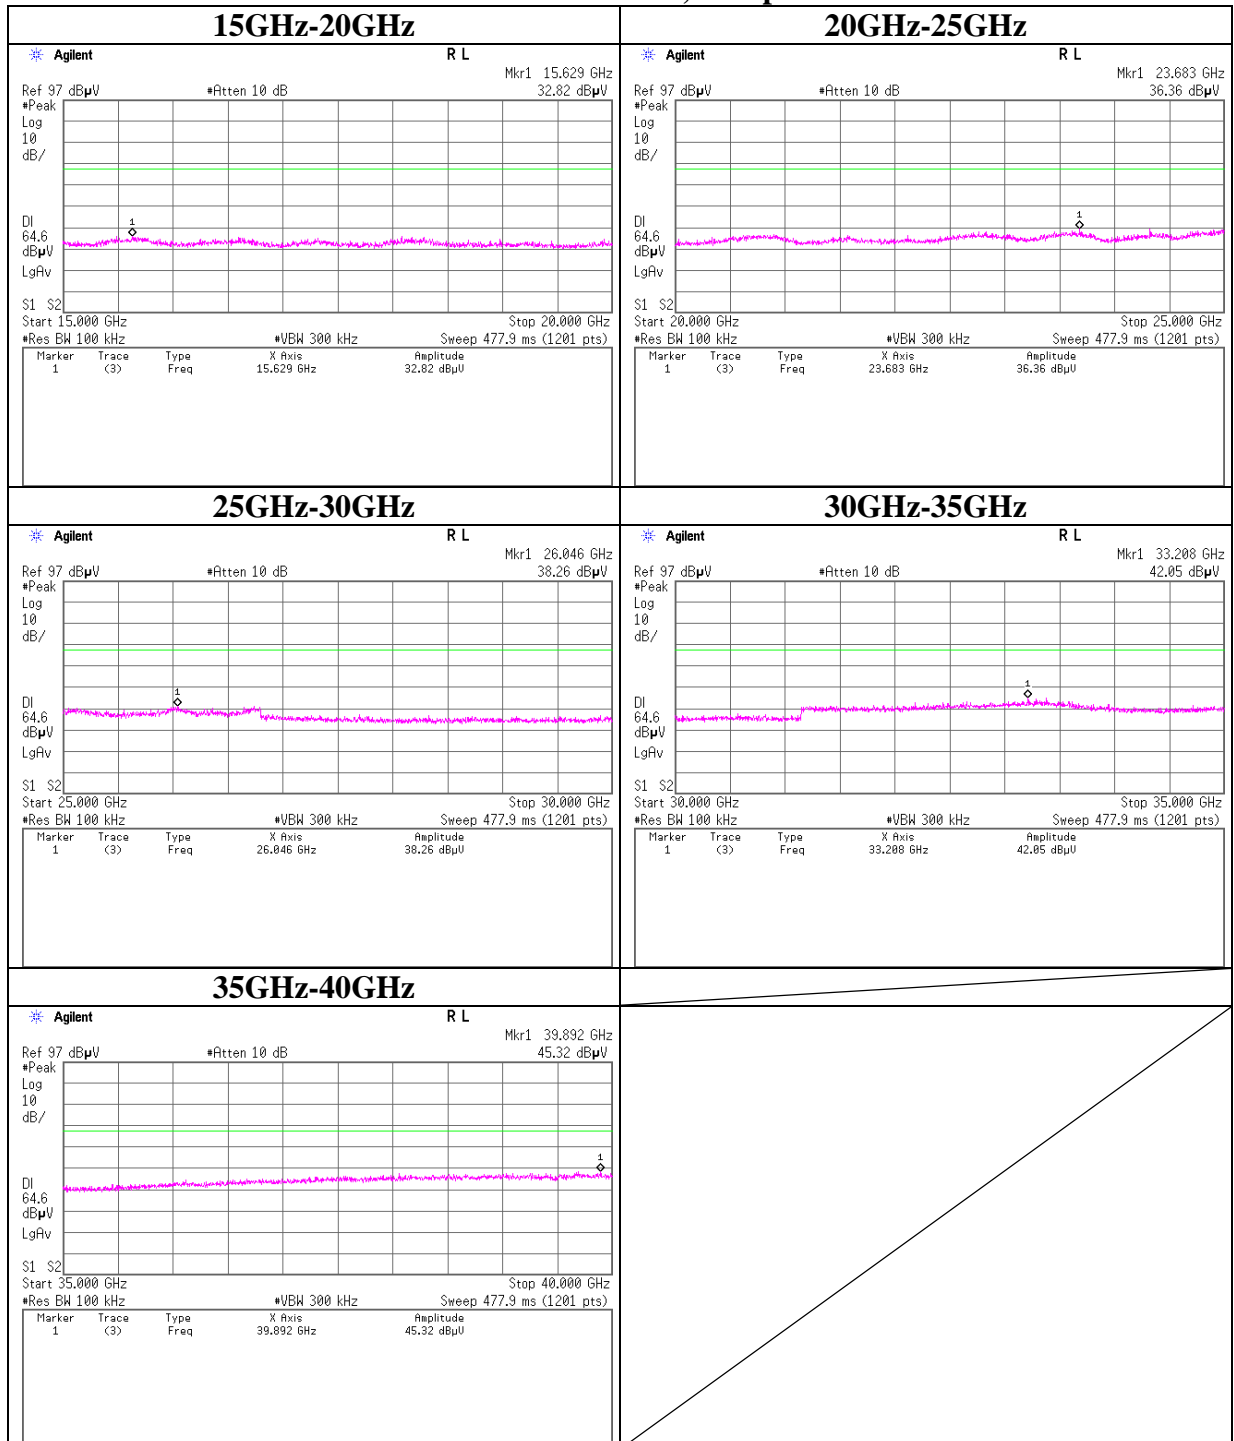 15GHz-20GHz
Agilent R L
Mkr1 15.629 GHz
Ref 97 dBµV #Atten 10 dB 32.82 dBµV
#Peak
Log
10
dB/
1
DI
64.6
dBµV
LgAv
S1 S2
Start 15.000 GHz Stop 20.000 GHz
#Res BW 100 kHz #VBW 300 kHz Sweep 477.9 ms (1201 pts)
Marker Trace Type X Axis Amplitude
1 (3) Freq 15.629 GHz 32.82 dBµV
20GHz-25GHz
Agilent R L
Mkr1 23.683 GHz
Ref 97 dBµV #Atten 10 dB 36.36 dBµV
#Peak
Log
10
dB/
1
DI
64.6
dBµV
LgAv
S1 S2
Start 20.000 GHz Stop 25.000 GHz
#Res BW 100 kHz #VBW 300 kHz Sweep 477.9 ms (1201 pts)
Marker Trace Type X Axis Amplitude
1 (3) Freq 23.683 GHz 36.36 dBµV
25GHz-30GHz
Agilent R L
Mkr1 26.046 GHz
Ref 97 dBµV #Atten 10 dB 38.26 dBµV
#Peak
Log
10
dB/
1
DI
64.6
dBµV
LgAv
S1 S2
Start 25.000 GHz Stop 30.000 GHz
#Res BW 100 kHz #VBW 300 kHz Sweep 477.9 ms (1201 pts)
Marker Trace Type X Axis Amplitude
1 (3) Freq 26.046 GHz 38.26 dBµV
30GHz-35GHz
Agilent R L
Mkr1 33.208 GHz
Ref 97 dBµV #Atten 10 dB 42.05 dBµV
#Peak
Log
10
dB/
1
DI
64.6
dBµV
LgAv
S1 S2
Start 30.000 GHz Stop 35.000 GHz
#Res BW 100 kHz #VBW 300 kHz Sweep 477.9 ms (1201 pts)
Marker Trace Type X Axis Amplitude
1 (3) Freq 33.208 GHz 42.05 dBµV
35GHz-40GHz
Agilent R L
Mkr1 39.892 GHz
Ref 97 dBµV #Atten 10 dB 45.32 dBµV
#Peak
Log
10
dB/
1
DI
64.6
dBµV
LgAv
S1 S2
Start 35.000 GHz Stop 40.000 GHz
#Res BW 100 kHz #VBW 300 kHz Sweep 477.9 ms (1201 pts)
Marker Trace Type X Axis Amplitude
1 (3) Freq 39.892 GHz 45.32 dBµV